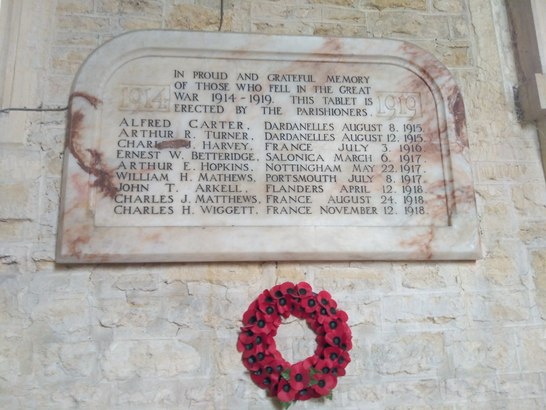 IN PROUD AND GRATEFUL MEMORY
OF THOSE WHO FELL IN THE GREAT
WAR 1914-1919. THIS TABLET IS
ERECTED BY THE PARISHIONERS.
1914
1919
ALFRED CARTER, DARDANELLES AUGUST 8. 1915.
ARTHUR R. TURNER, DARDANELLES AUGUST 12. 1915.
J. HARVEY, FRANCE JULY 3. 1916.
ERNEST W. BETTERIDGE, SALONICA MARCH 6. 1917.
ARTHUR E. HOPKINS, NOTTINGHAM MAY 22. 1917.
WILLIAM H. MATHEWS, PORTSMOUTH JULY 8. 1917.
JOHN T. ARKELL, FLANDERS APRIL 12. 1918.
CHARLES J. MATTHEWS, FRANCE AUGUST 24. 1918.
CHARLES H. WIGGETT, FRANCE NOVEMBER 12. 1918.